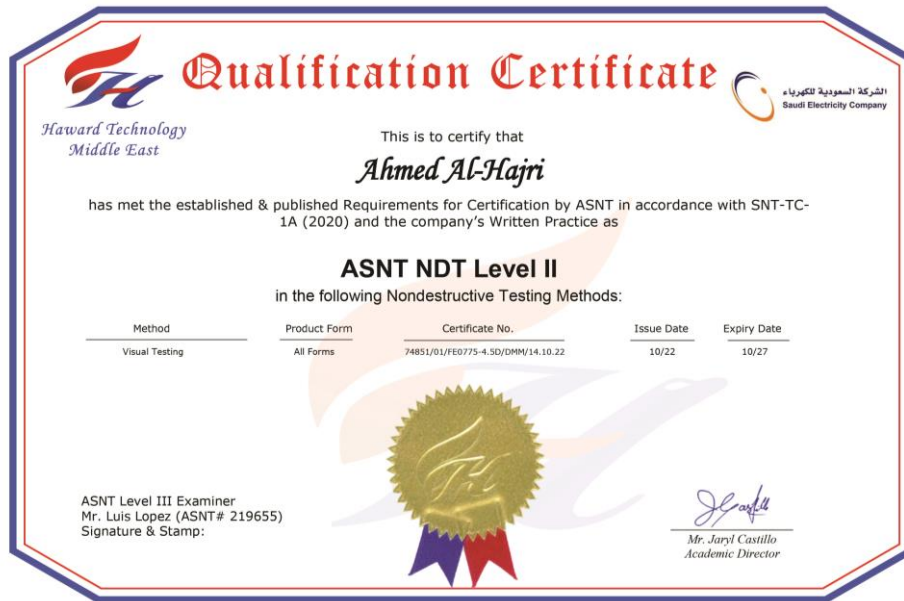 Qualification Certificate
Haward Technology
Middle East
الشركة السعودية للكهرباء
Saudi Electricity Company
This is to certify that
Ahmed Al-Hajri
has met the established & published Requirements for Certification by ASNT in accordance with SNT-TC-
1A (2020) and the company's Written Practice as
ASNT NDT Level II
in the following Nondestructive Testing Methods:
Method Product Form Certificate No. Issue Date Expiry Date
Visual Testing All Forms 74851/01/FE0775-4.5D/DMM/14.10.22 10/22 10/27
ASNT Level III Examiner
Mr. Luis Lopez (ASNT# 219655)
Signature & Stamp:
Mr. Jaryl Castillo
Academic Director